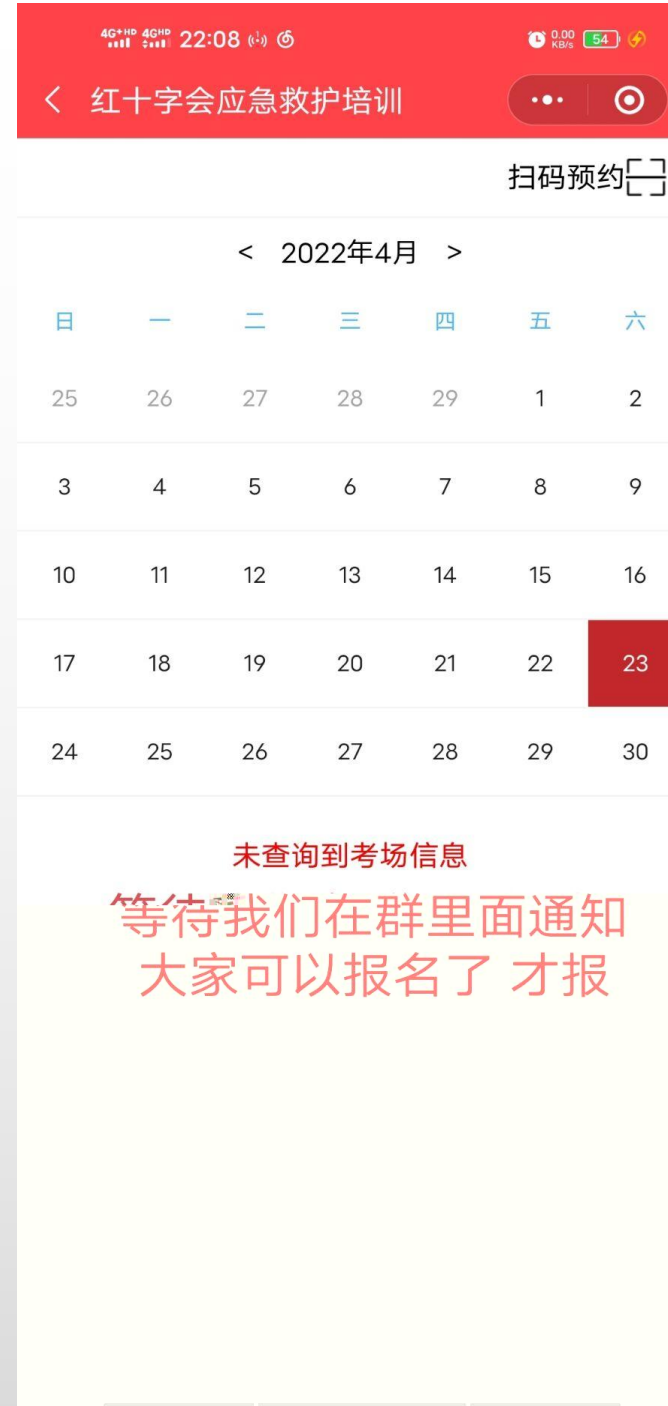 4G+HD 4GHD 22:08 0.00 KB/s 54
红十字会应急救护培训
扫码预约
< 2022年4月 >
日 一 二 三 四 五 六
25 26 27 28 29 1 2
3 4 5 6 7 8 9
10 11 12 13 14 15 16
17 18 19 20 21 22 23
24 25 26 27 28 29 30
未查询到考场信息
等待我们在群里面通知
大家可以报名了 才报